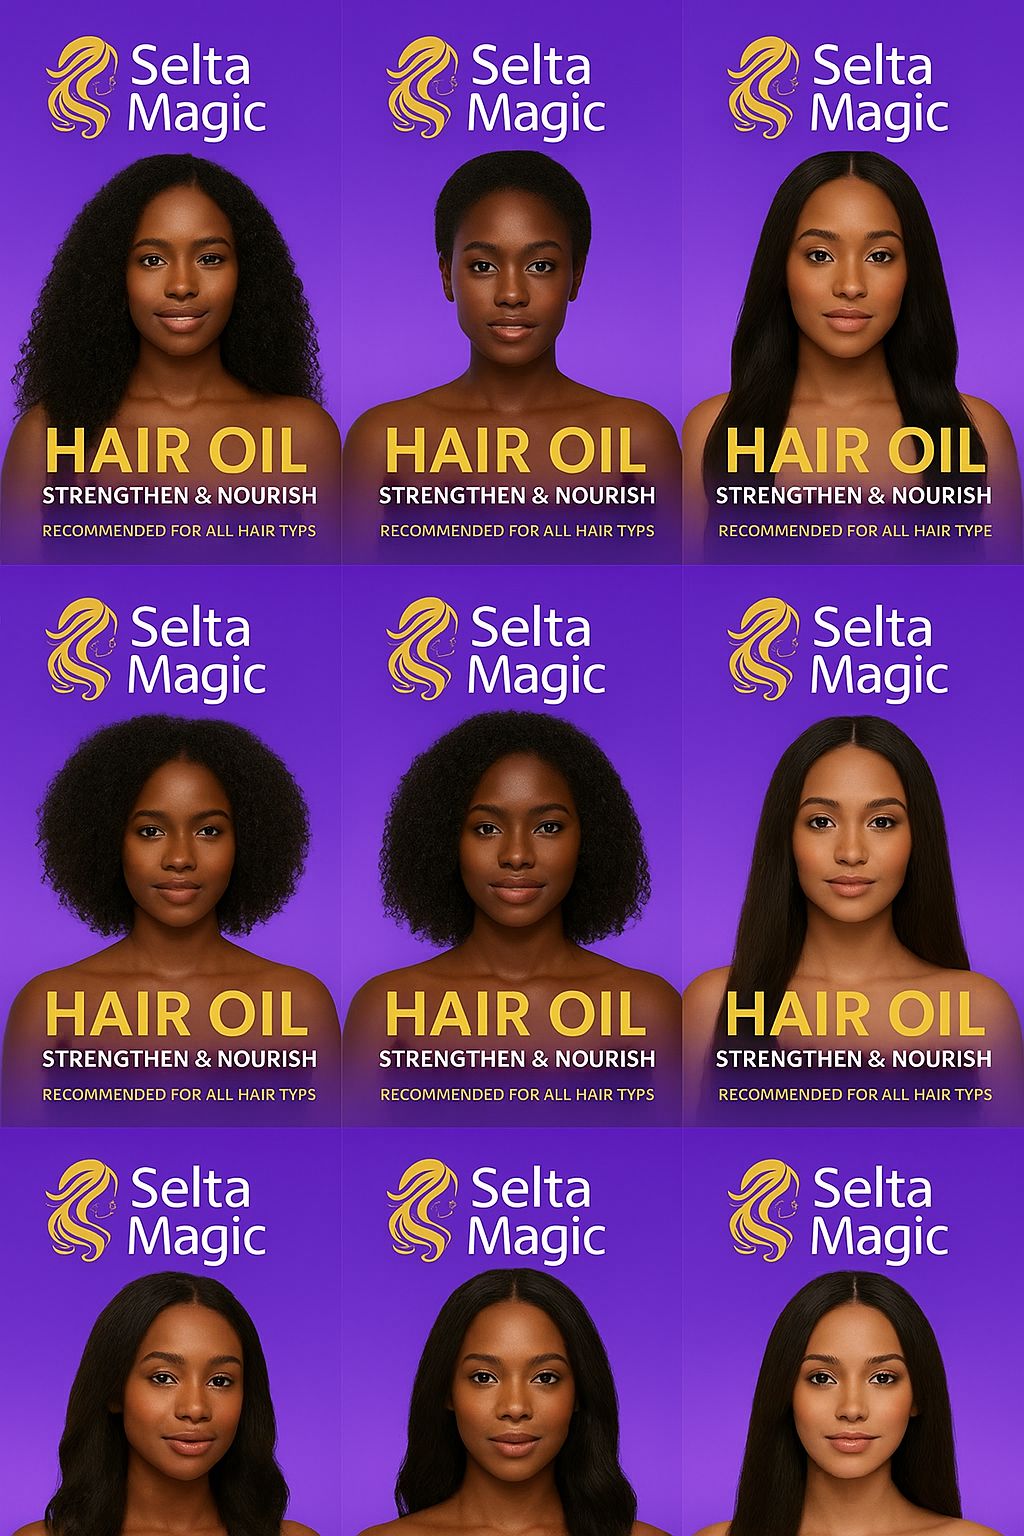 Selta
Magic
HAIR OIL
STRENGTHEN & NOURISH
RECOMMENDED FOR ALL HAIR TYPS
Selta
Magic
HAIR OIL
STRENGTHEN & NOURISH
RECOMMENDED FOR ALL HAIR TYPS
Selta
Magic
HAIR OIL
STRENGTHEN & NOURISH
RECOMMENDED FOR ALL HAIR TYPE
Selta
Magic
HAIR OIL
STRENGTHEN & NOURISH
RECOMMENDED FOR ALL HAIR TYPS
Selta
Magic
HAIR OIL
STRENGTHEN & NOURISH
RECOMMENDED FOR ALL HAIR TYPS
Selta
Magic
HAIR OIL
STRENGTHEN & NOURISH
RECOMMENDED FOR ALL HAIR TYPS
Selta
Magic
Selta
Magic
Selta
Magic